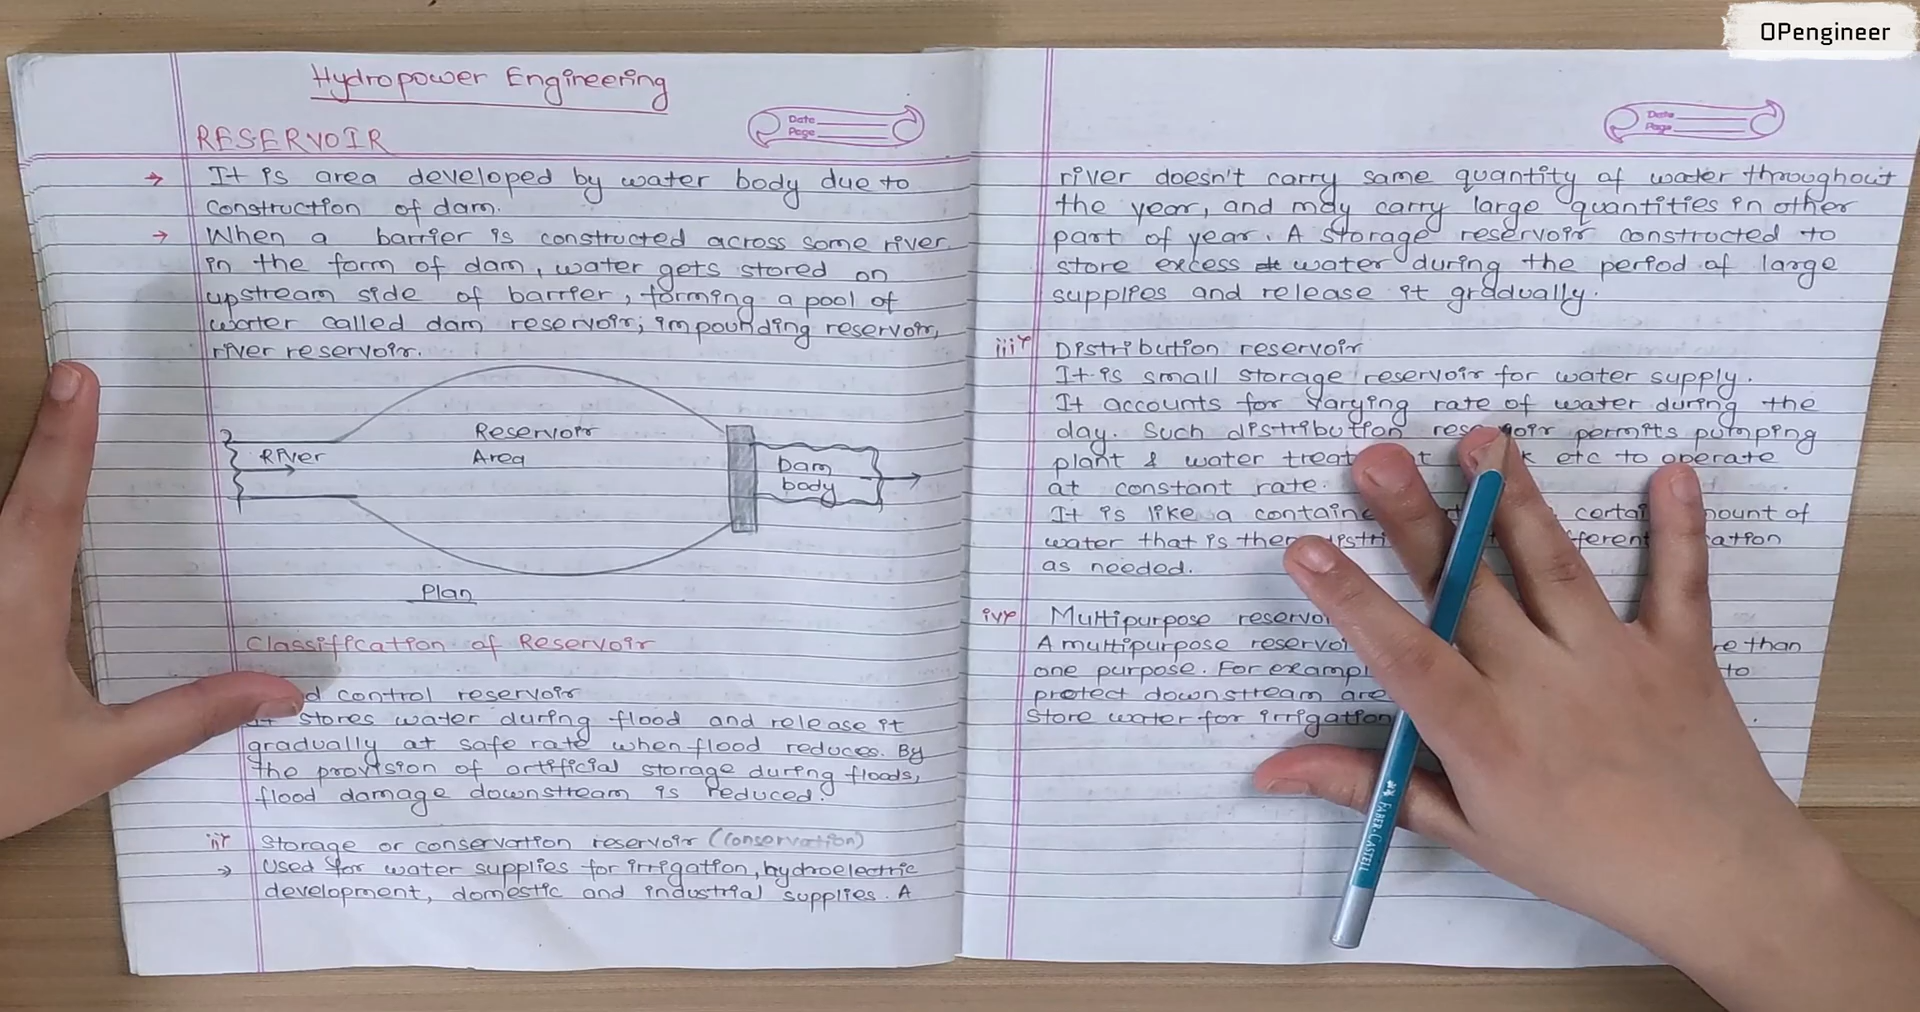 OPengineer
Hydropower Engineering
Date
Page
RESERVOIR
→ It is area developed by water body due to
construction of dam.
→ When a barrier is constructed across some river
in the form of dam, water gets stored on
upstream side of barrier, forming a pool of
water called dam reservoir; impounding reservoir,
river reservoir.
River
Reservoir
Area
Dam
body
Plan
Classification of Reservoir
control reservoir
stores water during flood and release it
gradually at safe rate when flood reduces. By
the provision of artificial storage during floods,
flood damage downstream is reduced.
ii) Storage or conservation reservoir (Conservation)
→ Used for water supplies for irrigation, hydroelectric
development, domestic and industrial supplies. A
Date
Page
river doesn't carry same quantity of water throughout
the year, and may carry large quantities in other
part of year. A storage reservoir constructed to
store excess water during the period of large
supplies and release it gradually.
iii) Distribution reservoir
It is small storage reservoir for water supply.
It accounts for varying rate of water during the
day. Such distribution permits pumping
plant & water etc to operate
at constant rate.
It is like a of
water that is then
as needed.
iv) Multipurpose
A multipurpose than
one purpose. For to
protect downstream
store water for irrigation
FABER-CASTELL